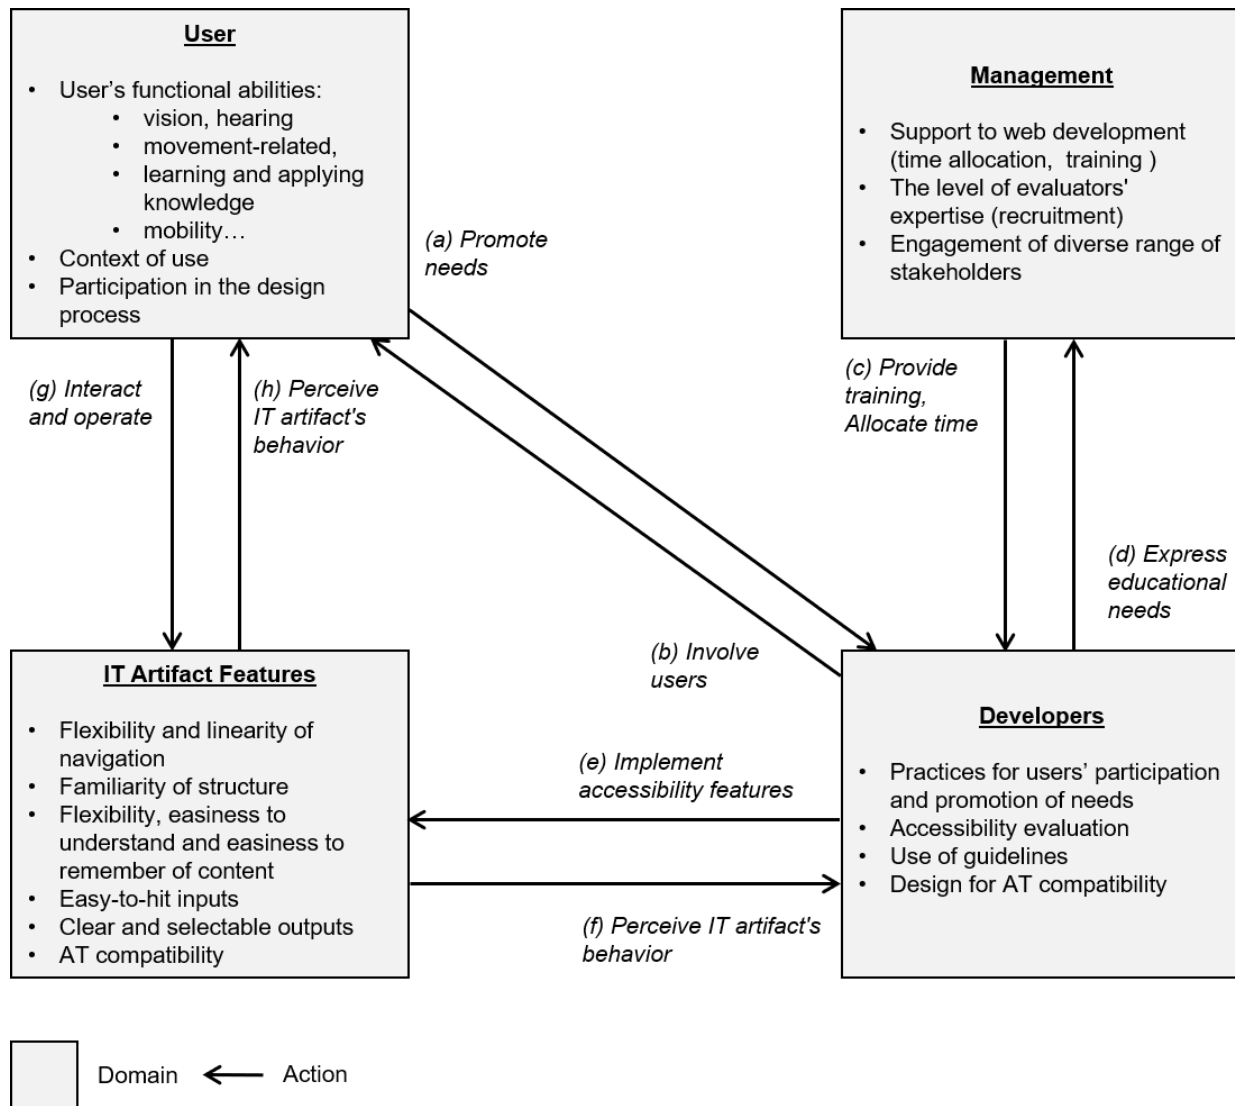 User
• User’s functional abilities:
• vision, hearing
• movement-related,
• learning and applying
knowledge
• mobility…
• Context of use
• Participation in the design
process
Management
• Support to web development
(time allocation,  training )
• The level of evaluators'
expertise (recruitment)
• Engagement of diverse range of
stakeholders
(a) Promote
needs
(g) Interact
and operate
(h) Perceive
IT artifact's
behavior
(c) Provide
training,
Allocate time
(d) Express
educational
needs
(b) Involve
users
IT Artifact Features
• Flexibility and linearity of
navigation
• Familiarity of structure
• Flexibility, easiness to
understand and easiness to
remember of content
• Easy-to-hit inputs
• Clear and selectable outputs
• AT compatibility
(e) Implement
accessibility features
(f) Perceive IT artifact's
behavior
Developers
• Practices for users’ participation
and promotion of needs
• Accessibility evaluation
• Use of guidelines
• Design for AT compatibility
Domain
Action